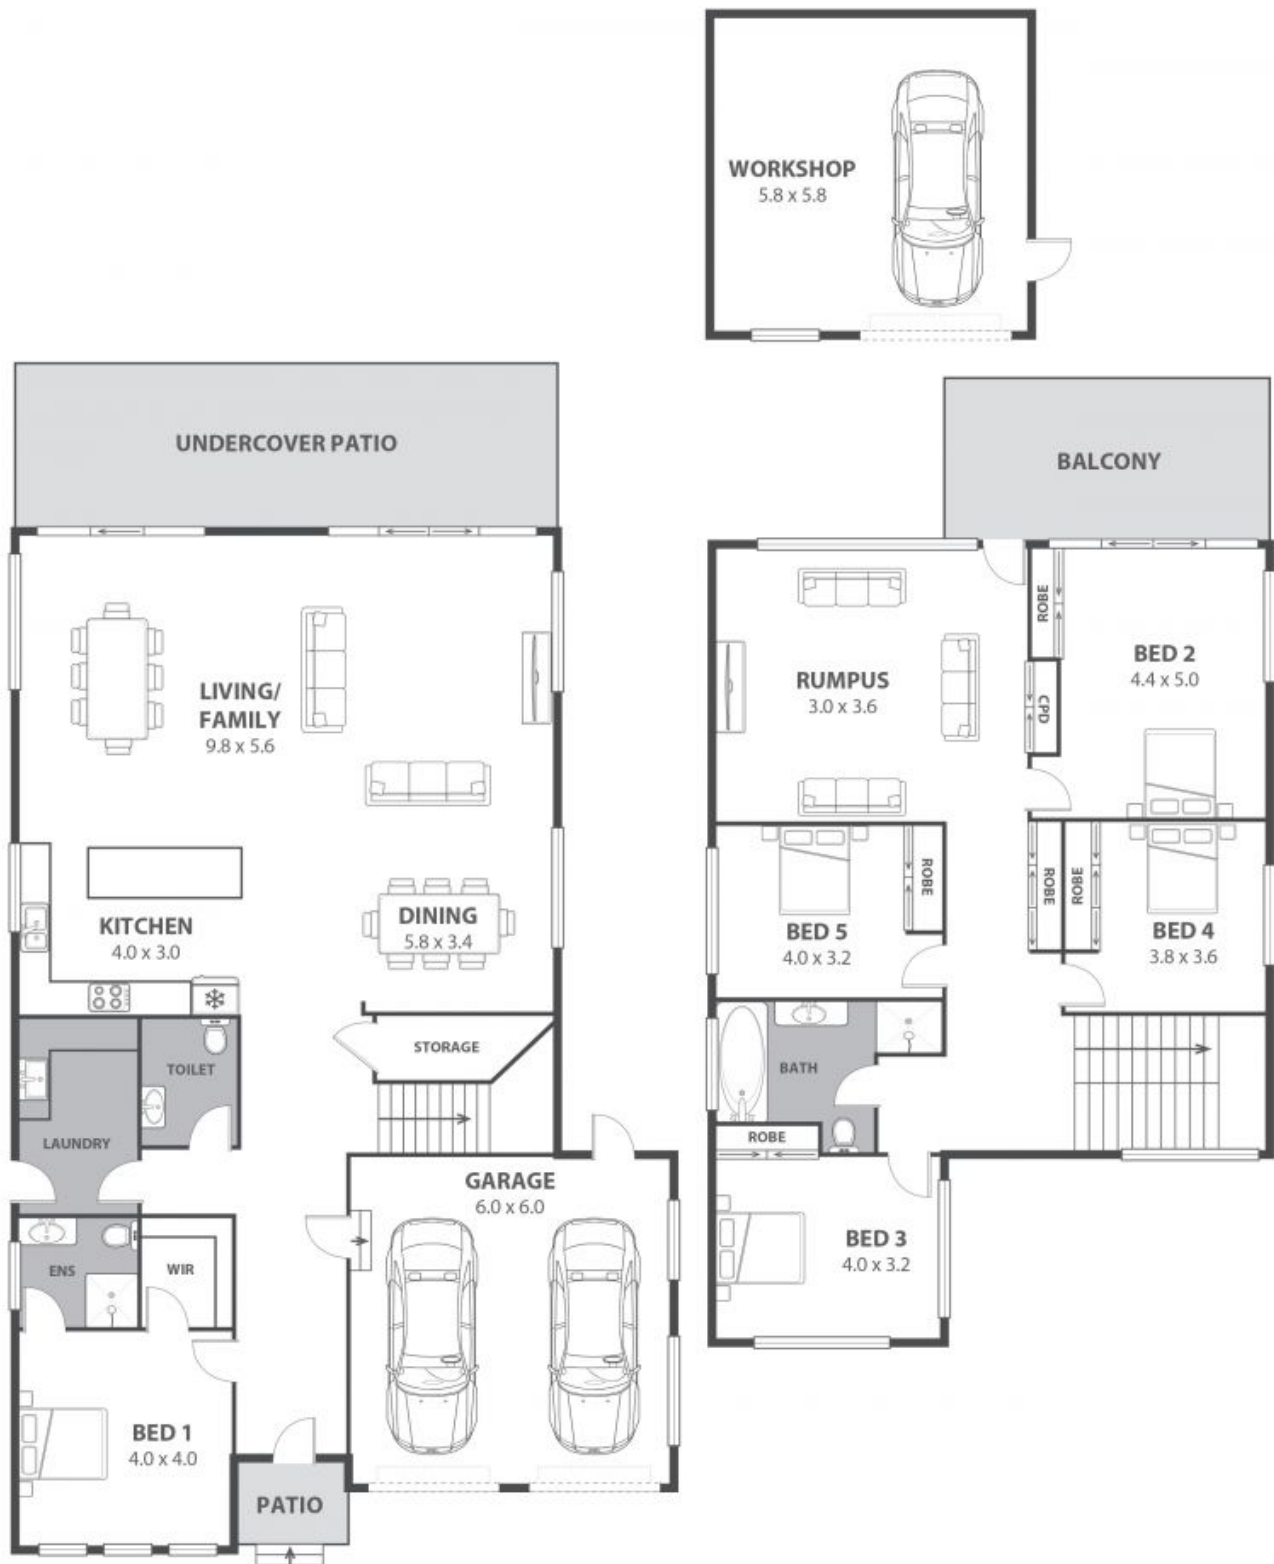 WORKSHOP
5.8 x 5.8
UNDERCOVER PATIO
LIVING/
FAMILY
9.8 x 5.6
KITCHEN
4.0 x 3.0
DINING
5.8 x 3.4
STORAGE
TOILET
LAUNDRY
ENS
WIR
GARAGE
6.0 x 6.0
BED 1
4.0 x 4.0
PATIO
BALCONY
ROBE
BED 2
4.4 x 5.0
RUMPUS
3.0 x 3.6
CPD
ROBE
BED 5
4.0 x 3.2
ROBE
ROBE
BED 4
3.8 x 3.6
BATH
ROBE
BED 3
4.0 x 3.2